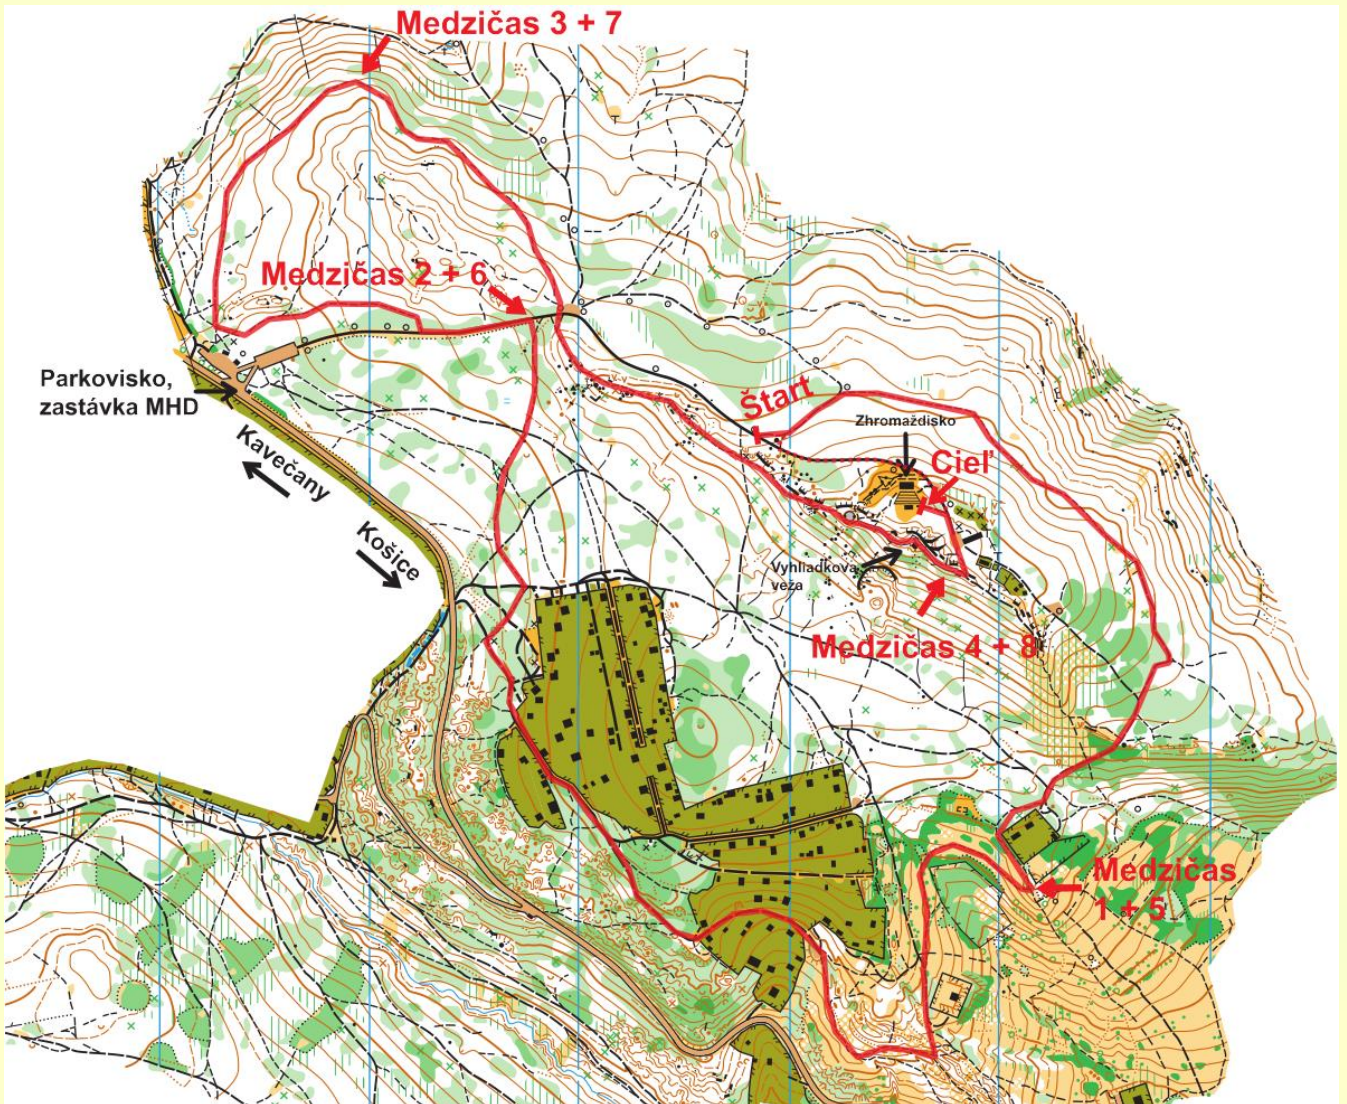 Medzičas 3 + 7
Medzičas 2 + 6
Parkovisko,
zastávka MHD
Kavečany
Košice
Štart
Zhromaždisko
Cieľ
Vyhliadková
veža
Medzičas 4 + 8
Medzičas
1 + 5